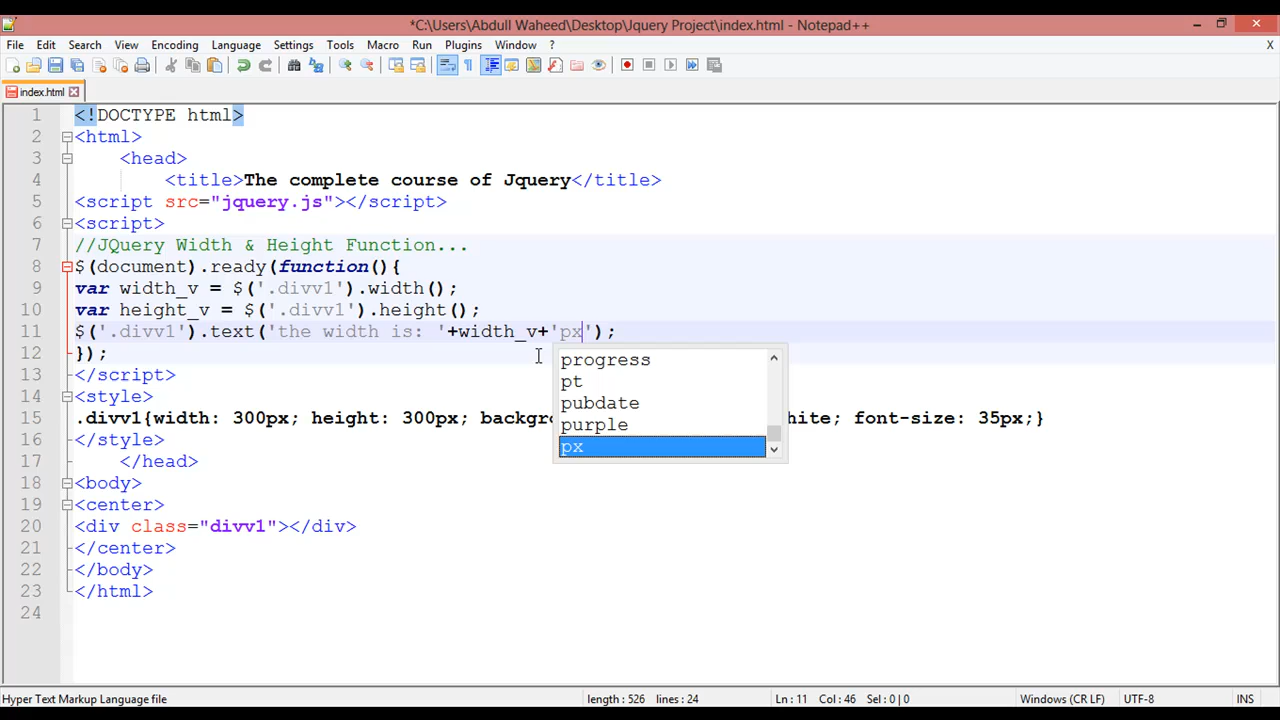 *C:\Users\Abdull Waheed\Desktop\Jquery Project\index.html - Notepad++
File Edit Search View Encoding Language Settings Tools Macro Run Plugins Window ? X
index.html
1 <!DOCTYPE html>
2 <html>
3 <head>
4 <title>The complete course of Jquery</title>
5 <script src="jquery.js"></script>
6 <script>
7 //JQuery Width & Height Function...
8 $(document).ready(function(){
9 var width_v = $('.divv1').width();
10 var height_v = $('.divv1').height();
11 $('.divv1').text('the width is: '+width_v+'px');
12 });
progress
13 </script>
pt
14 <style>
pubdate
15 .divv1{width: 300px; height: 300px; backgro hite; font-size: 35px;}
purple
16 </style>
px
17 </head>
18 <body>
19 <center>
20 <div class="divv1"></div>
21 </center>
22 </body>
23 </html>
24
Hyper Text Markup Language file length : 526 lines : 24 Ln : 11 Col : 46 Sel : 0 | 0 Windows (CR LF) UTF-8 INS